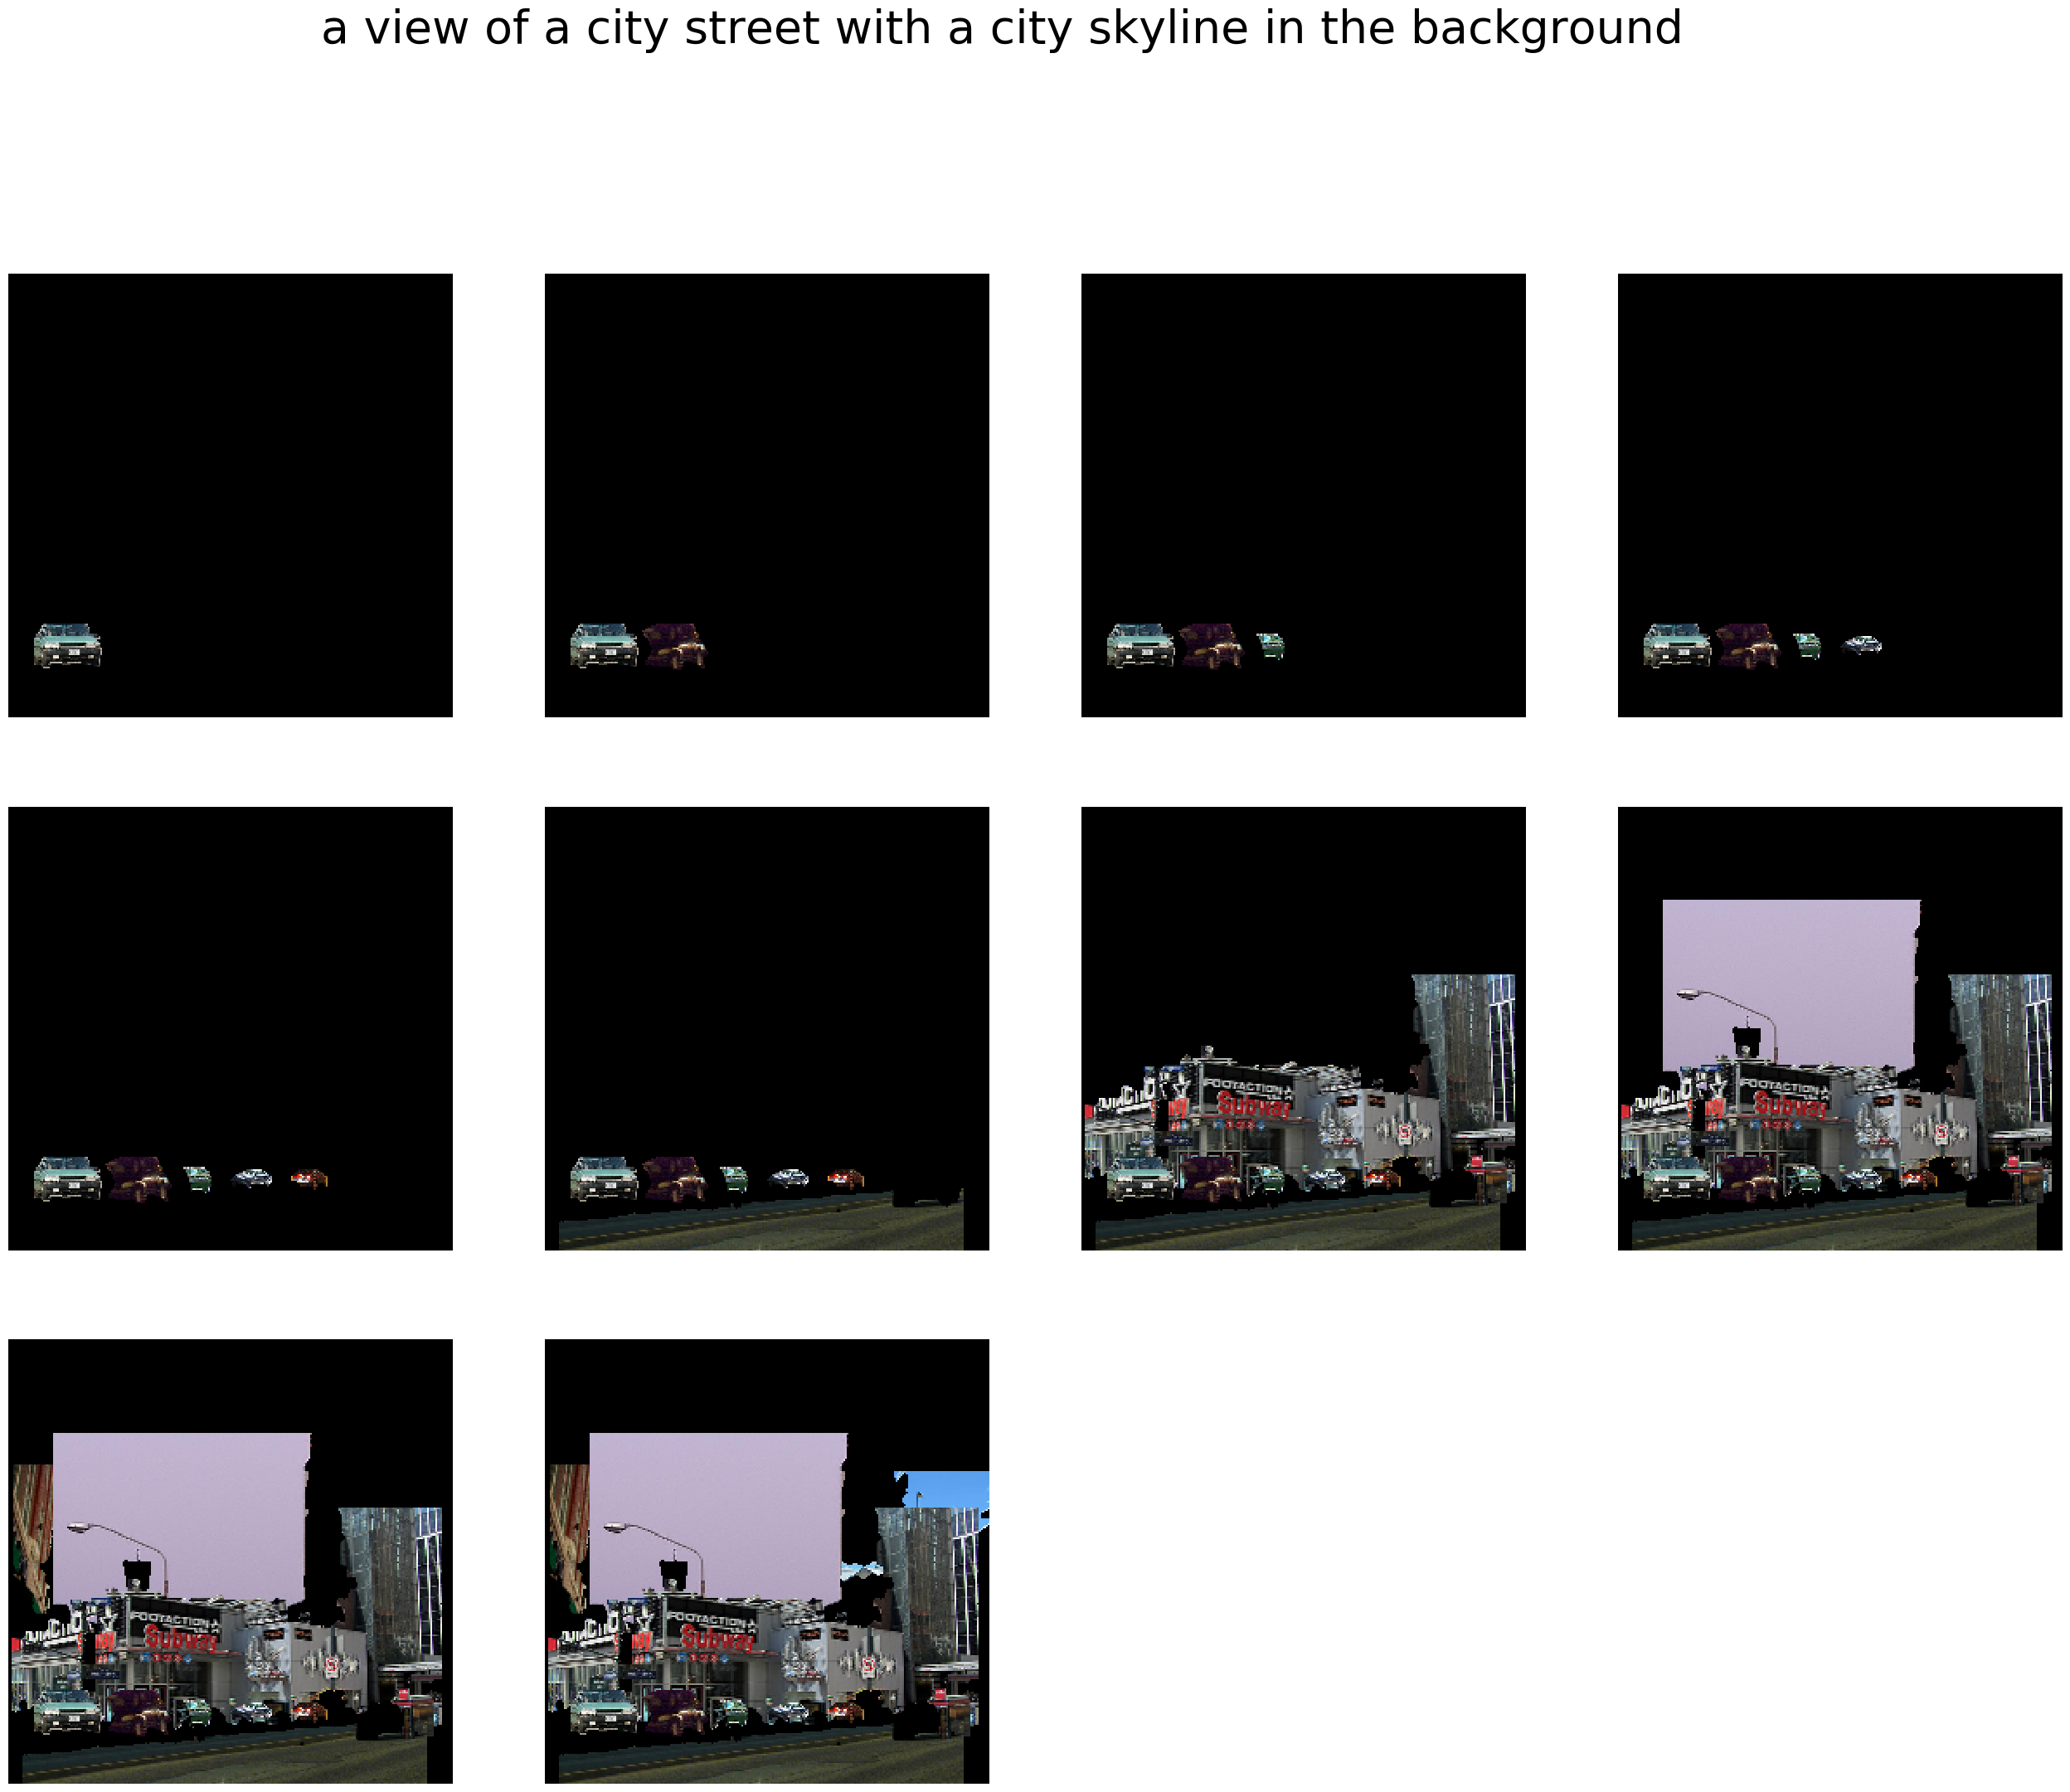 a view of a city street with a city skyline in the background
FOOTACTION
Subway
FOOTACTION
Subway
FOOTACTION
Subway
FOOTACTION
Subway